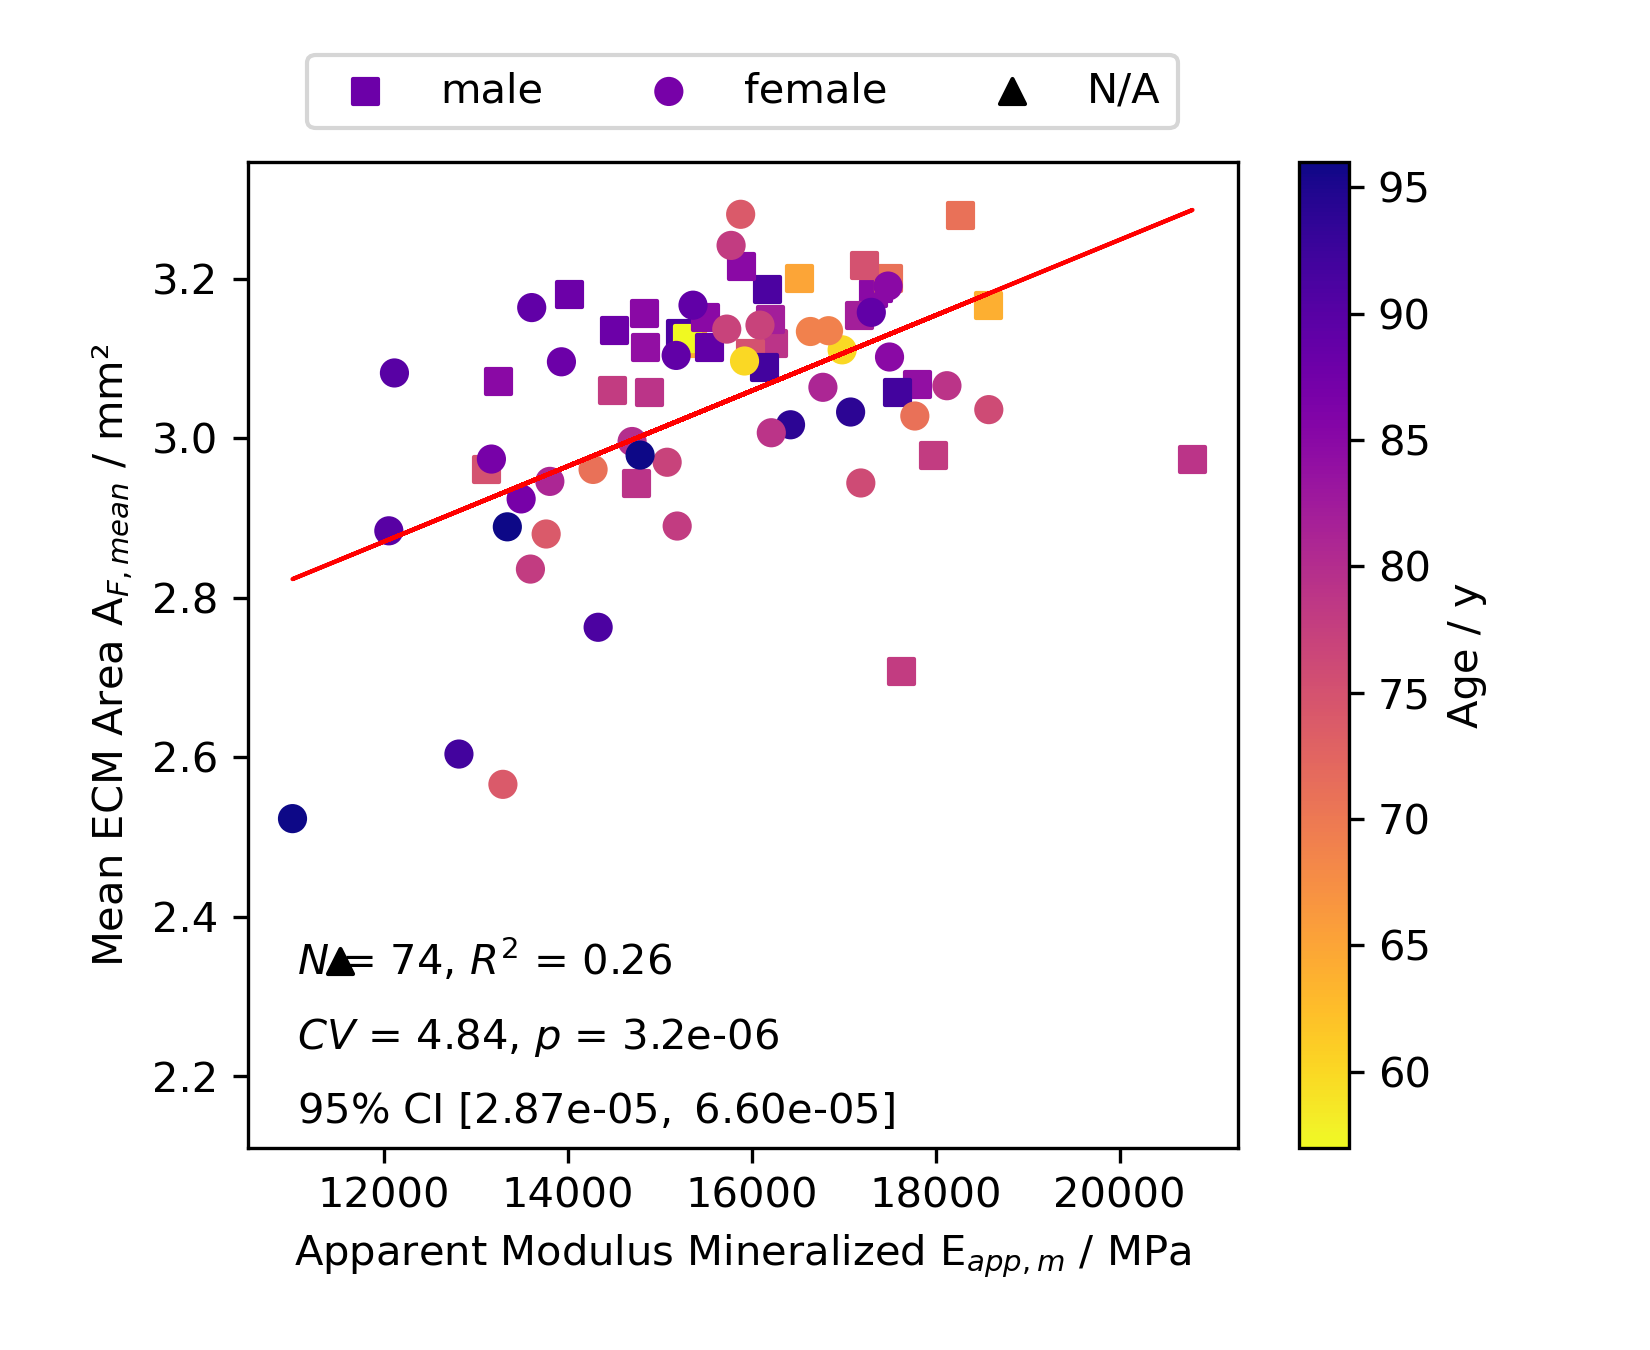 male female N/A
3.2
3.0
2.8
2.6
2.4
2.2
Mean ECM Area A_F,mean / mm²
N = 74, R² = 0.26
CV = 4.84, p = 3.2e-06
95% CI [2.87e-05, 6.60e-05]
12000 14000 16000 18000 20000
Apparent Modulus Mineralized E_app,m / MPa
95
90
85
80
75
70
65
60
Age / y